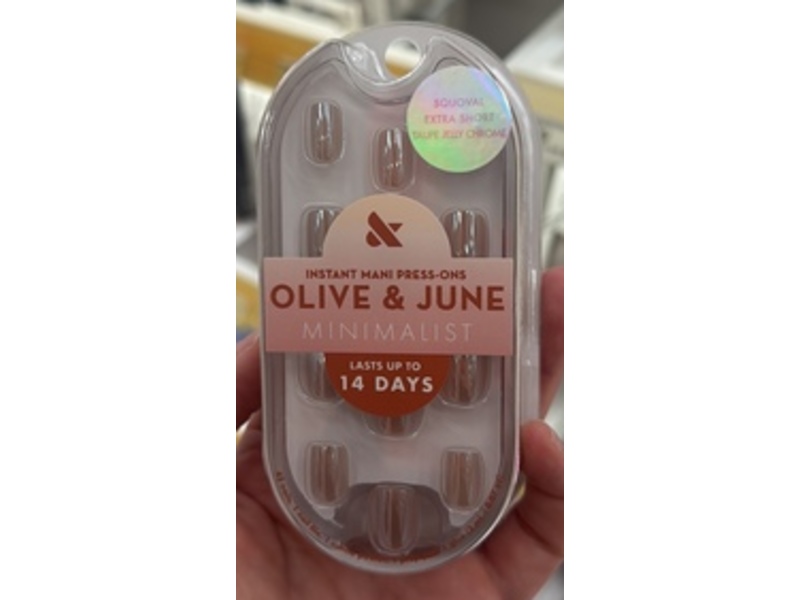 SQUOVAL
EXTRA SHORT
TAUPE JELLY CHROME
&
INSTANT MANI PRESS-ONS
OLIVE & JUNE
MINIMALIST
LASTS UP TO
14 DAYS